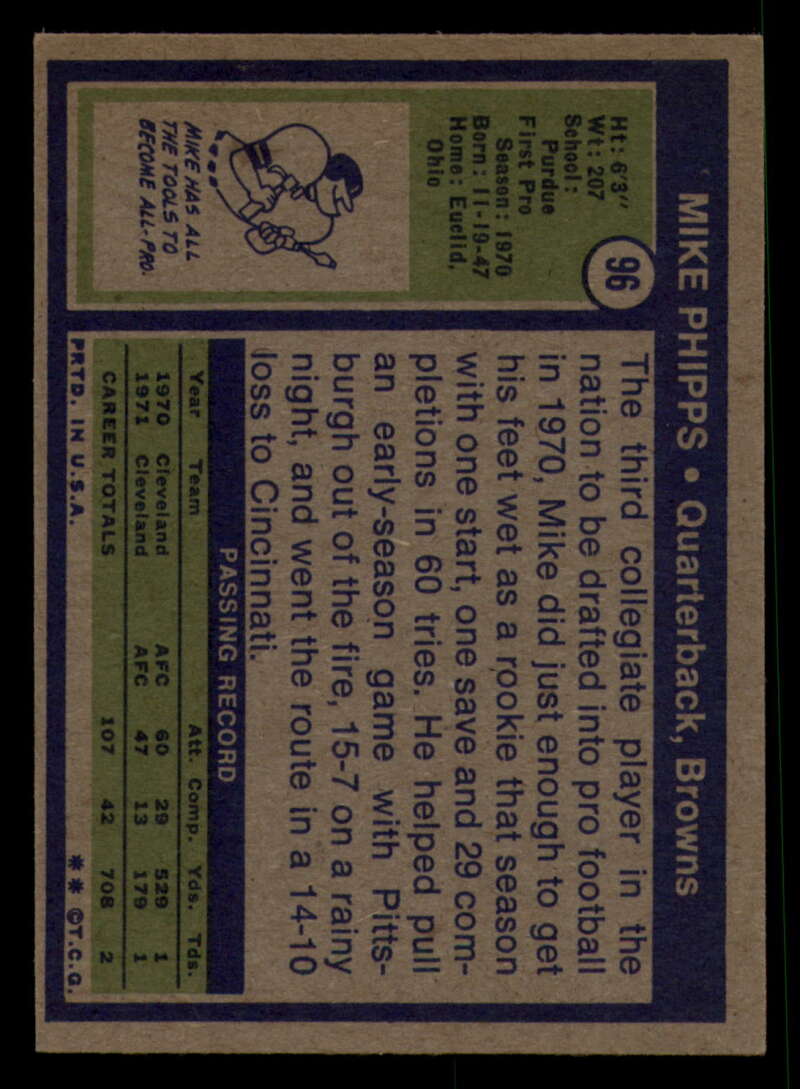 MIKE PHIPPS • Quarterback, Browns
96
Ht: 6'3"
Wt: 207
School:
Purdue
First Pro
Season: 1970
Born: 11-19-47
Home: Euclid,
Ohio
MIKE HAS ALL
THE TOOLS TO
BECOME ALL-PRO.
The third collegiate player in the
nation to be drafted into pro football
in 1970, Mike did just enough to get
his feet wet as a rookie that season
with one start, one save and 29 com-
pletions in 60 tries. He helped pull
an early-season game with Pitts-
burgh out of the fire, 15-7 on a rainy
night, and went the route in a 14-10
loss to Cincinnati.
PASSING RECORD
Year Team Att. Comp. Yds. Tds.
1970 Cleveland AFC 60 29 529 1
1971 Cleveland AFC 47 13 179 1
CAREER TOTALS 107 42 708 2
PRTD. IN U.S.A. ** ©T.C.G.